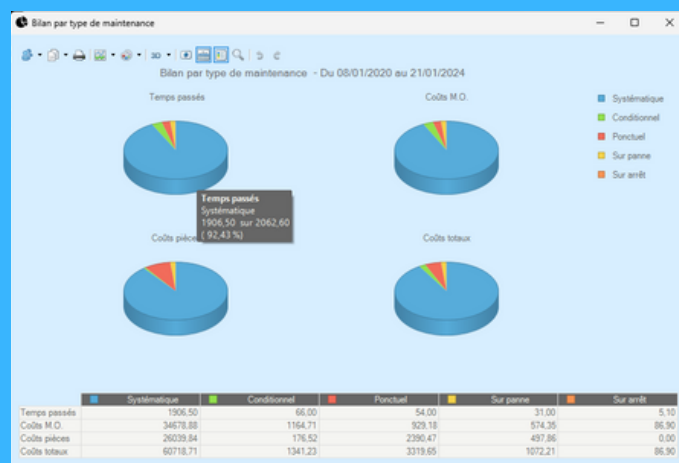 Bilan par type de maintenance
3D
Bilan par type de maintenance - Du 08/01/2020 au 21/01/2024
Temps passés
Coûts M.O.
Systématique
Conditionnel
Ponctuel
Sur panne
Sur arrêt
Temps passés
Systématique
1906,50 sur 2062,60
( 92,43 %)
Coûts pièces
Coûts totaux
Systématique Conditionnel Ponctuel Sur panne Sur arrêt
Temps passés 1906,50 66,00 54,00 31,00 5,10
Coûts M.O. 34678,88 1164,71 929,18 574,35 86,90
Coûts pièces 26039,84 176,52 2390,47 497,86 0,00
Coûts totaux 60718,71 1341,23 3319,65 1072,21 86,90